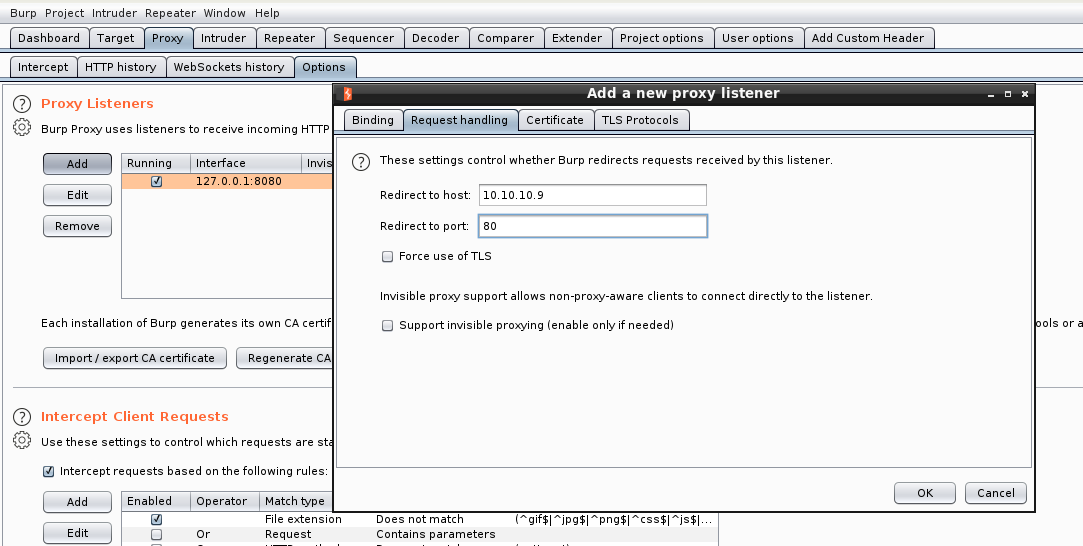 Burp Project Intruder Repeater Window Help
Dashboard Target Proxy Intruder Repeater Sequencer Decoder Comparer Extender Project options User options Add Custom Header
Intercept HTTP history WebSockets history Options
Add a new proxy listener
Binding Request handling Certificate TLS Protocols
These settings control whether Burp redirects requests received by this listener.
Redirect to host: 10.10.10.9
Redirect to port: 80
Force use of TLS
Invisible proxy support allows non-proxy-aware clients to connect directly to the listener.
Support invisible proxying (enable only if needed)
OK Cancel
Proxy Listeners
Burp Proxy uses listeners to receive incoming HTTP
Add Running Interface Invis
127.0.0.1:8080
Edit
Remove
Each installation of Burp generates its own CA certif ools or a
Import / export CA certificate Regenerate CA
Intercept Client Requests
Use these settings to control which requests are sta
Intercept requests based on the following rules:
Add Enabled Operator Match type
File extension Does not match (^gif$|^jpg$|^png$|^css$|^js$|...
Edit Or Request Contains parameters